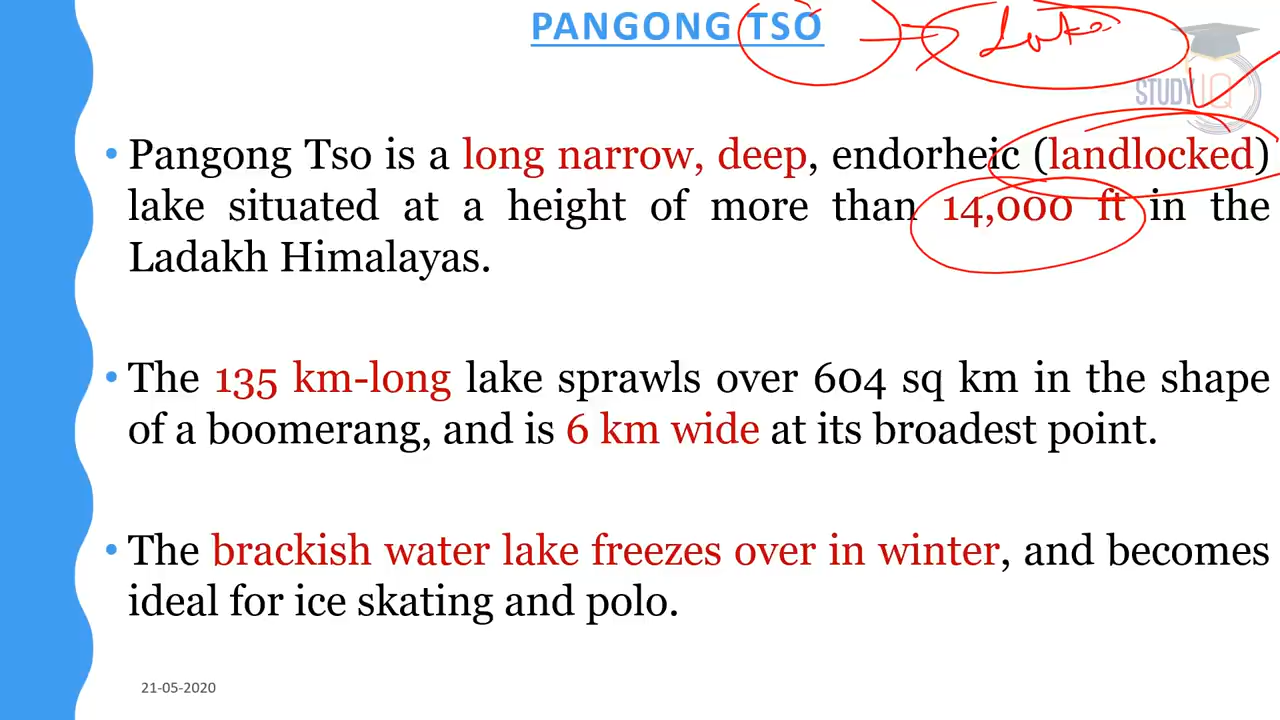 PANGONG TSO
Lake
STUDY IQ
• Pangong Tso is a long narrow, deep, endorheic (landlocked)
lake situated at a height of more than 14,000 ft in the
Ladakh Himalayas.
• The 135 km-long lake sprawls over 604 sq km in the shape
of a boomerang, and is 6 km wide at its broadest point.
• The brackish water lake freezes over in winter, and becomes
ideal for ice skating and polo.
21-05-2020